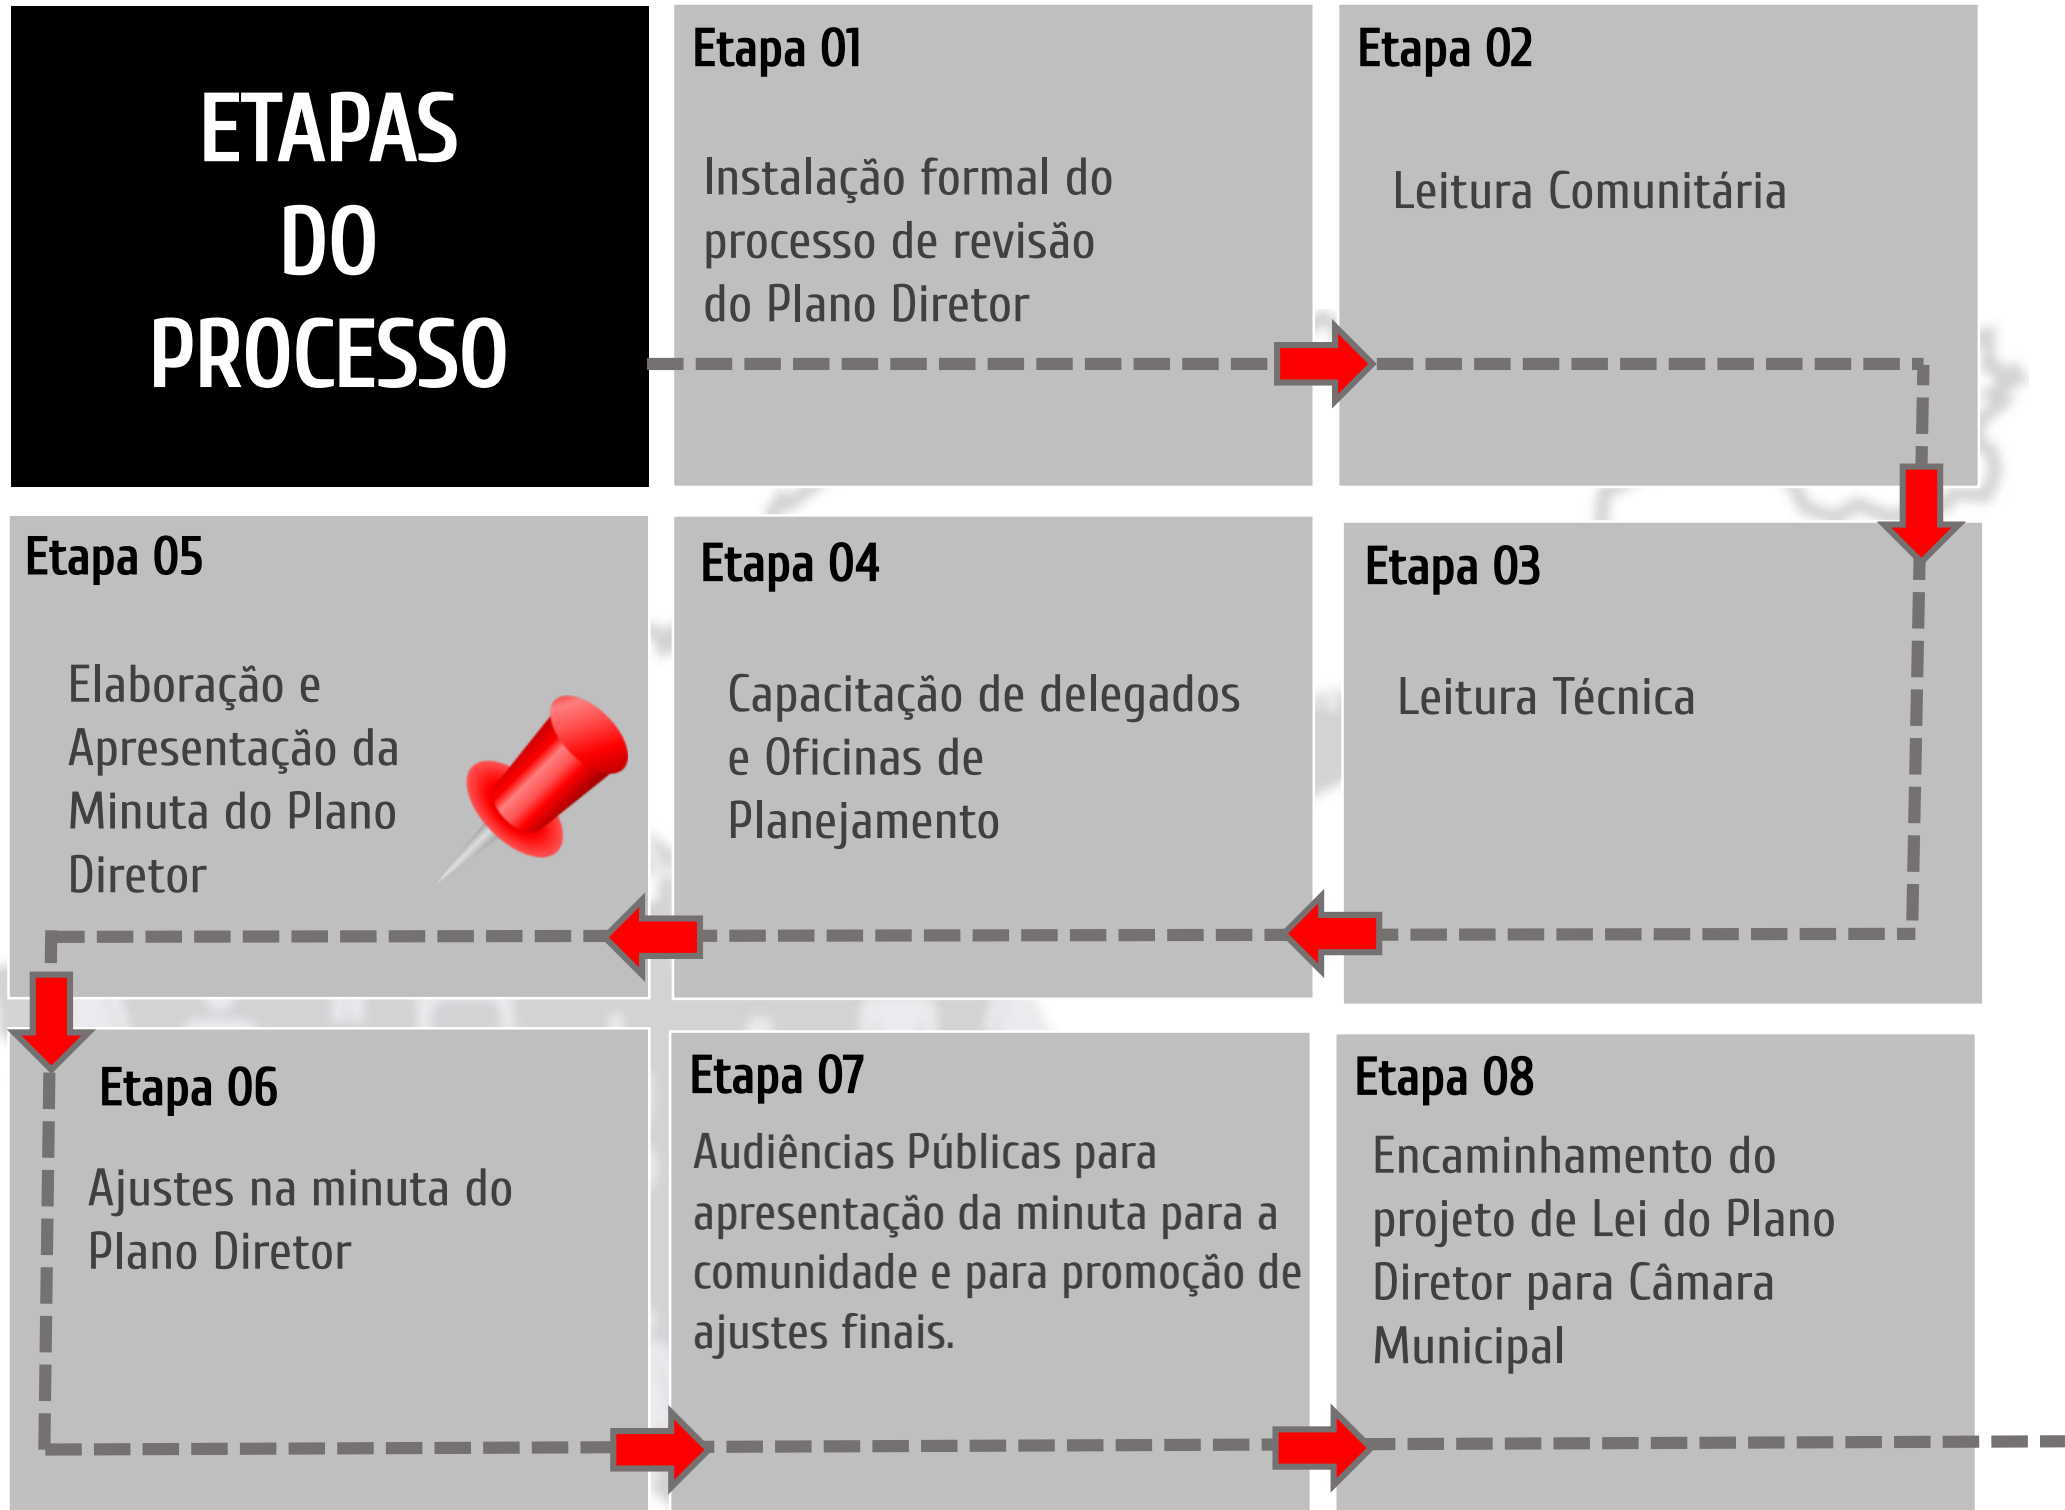 ETAPAS
DO
PROCESSO
Etapa 01
Instalação formal do
processo de revisão
do Plano Diretor
Etapa 02
Leitura Comunitária
Etapa 03
Leitura Técnica
Etapa 04
Capacitação de delegados
e Oficinas de
Planejamento
Etapa 05
Elaboração e
Apresentação da
Minuta do Plano
Diretor
Etapa 06
Ajustes na minuta do
Plano Diretor
Etapa 07
Audiências Públicas para
apresentação da minuta para a
comunidade e para promoção de
ajustes finais.
Etapa 08
Encaminhamento do
projeto de Lei do Plano
Diretor para Câmara
Municipal